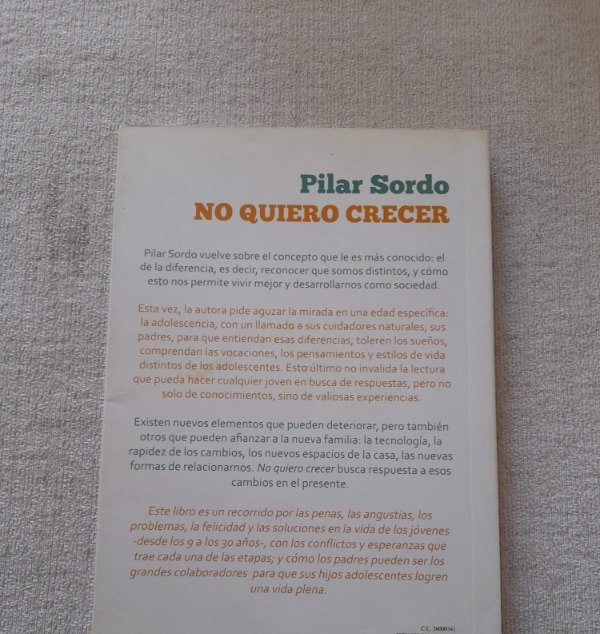 Pilar Sordo
NO QUIERO CRECER
Pilar Sordo vuelve sobre el concepto que le es más conocido: el
de la diferencia, es decir, reconocer que somos distintos, y cómo
esto nos permite vivir mejor y desarrollarnos como sociedad.
Esta vez, la autora pide aguzar la mirada en una edad específica:
la adolescencia, con un llamado a sus cuidadores naturales, sus
padres, para que entiendan esas diferencias, toleren los sueños,
comprendan las vocaciones, los pensamientos y estilos de vida
distintos de los adolescentes. Esto último no invalida la lectura
que pueda hacer cualquier joven en busca de respuestas, pero no
solo de conocimientos, sino de valiosas experiencias.
Existen nuevos elementos que pueden deteriorar, pero también
otros que pueden afianzar a la nueva familia: la tecnología, la
rapidez de los cambios, los nuevos espacios de la casa, las nuevas
formas de relacionarnos. No quiero crecer busca respuesta a esos
cambios en el presente.
Este libro es un recorrido por las penas, las angustias, los
problemas, la felicidad y las soluciones en la vida de los jóvenes
-desde los 9 a los 30 años-, con los conflictos y esperanzas que
trae cada una de las etapas; y cómo los padres pueden ser los
grandes colaboradores para que sus hijos adolescentes logren
una vida plena.
C.C. 26000341